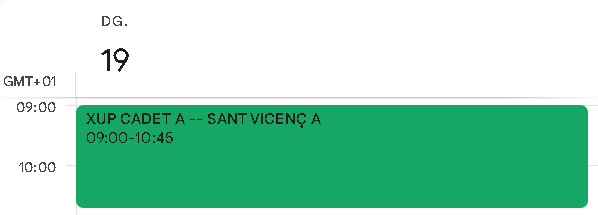 DG.
19
GMT+01
09:00
XUP CADET A -- SANT VICENÇ A
09:00-10:45
10:00